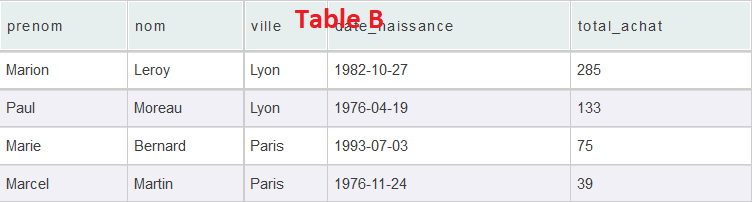 Table B
prenom nom ville date_naissance total_achat
Marion Leroy Lyon 1982-10-27 285
Paul Moreau Lyon 1976-04-19 133
Marie Bernard Paris 1993-07-03 75
Marcel Martin Paris 1976-11-24 39